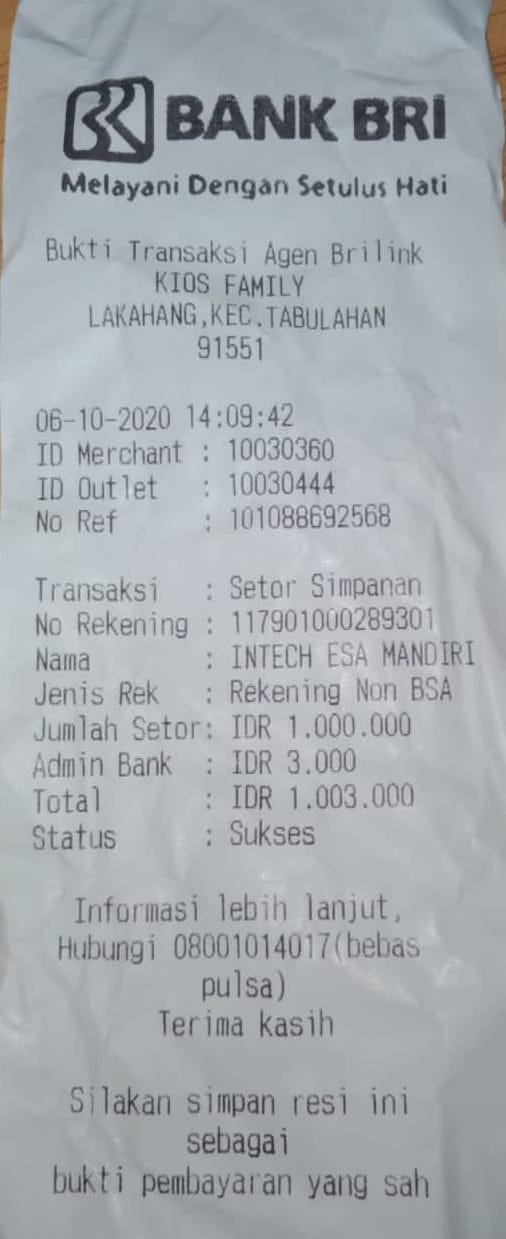 BANK BRI
Melayani Dengan Setulus Hati
Bukti Transaksi Agen Brilink
KIOS FAMILY
LAKAHANG,KEC.TABULAHAN
91551
06-10-2020 14:09:42
ID Merchant : 10030360
ID Outlet : 10030444
No Ref : 101088692568
Transaksi : Setor Simpanan
No Rekening : 117901000289301
Nama : INTECH ESA MANDIRI
Jenis Rek : Rekening Non BSA
Jumlah Setor: IDR 1.000.000
Admin Bank : IDR 3.000
Total : IDR 1.003.000
Status : Sukses
Informasi lebih lanjut,
Hubungi 08001014017(bebas
pulsa)
Terima kasih
Silakan simpan resi ini
sebagai
bukti pembayaran yang sah